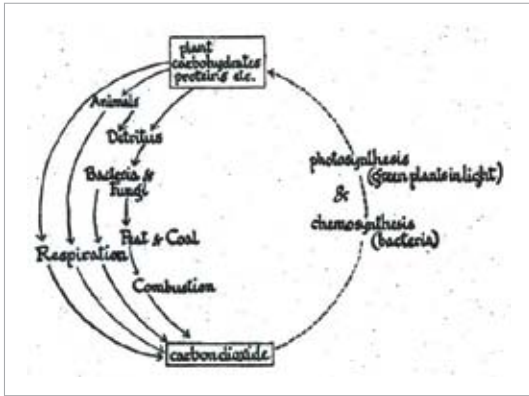 plant
carbohydrates
proteins etc.
Animals
Detritus
Bacteria &
Fungi
Peat & Coal
Respiration
Combustion
carbon dioxide
photosynthesis
(green plants in light)
&
chemosynthesis
(bacteria)